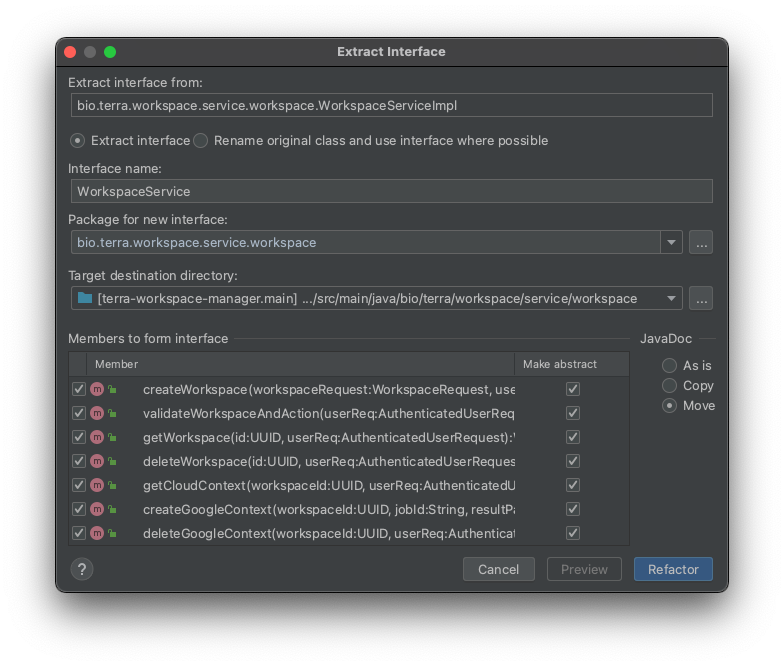 Extract Interface
Extract interface from:
bio.terra.workspace.service.workspace.WorkspaceServiceImpl
Extract interface Rename original class and use interface where possible
Interface name:
WorkspaceService
Package for new interface:
bio.terra.workspace.service.workspace
...
Target destination directory:
[terra-workspace-manager.main] .../src/main/java/bio/terra/workspace/service/workspace
...
Members to form interface
JavaDoc
Member Make abstract
m createWorkspace(workspaceRequest:WorkspaceRequest, use
m validateWorkspaceAndAction(userReq:AuthenticatedUserReq
m getWorkspace(id:UUID, userReq:AuthenticatedUserRequest):
m deleteWorkspace(id:UUID, userReq:AuthenticatedUserReques
m getCloudContext(workspaceId:UUID, userReq:AuthenticatedU
m createGoogleContext(workspaceId:UUID, jobId:String, resultPa
m deleteGoogleContext(workspaceId:UUID, userReq:Authenticat
As is
Copy
Move
? Cancel Preview Refactor